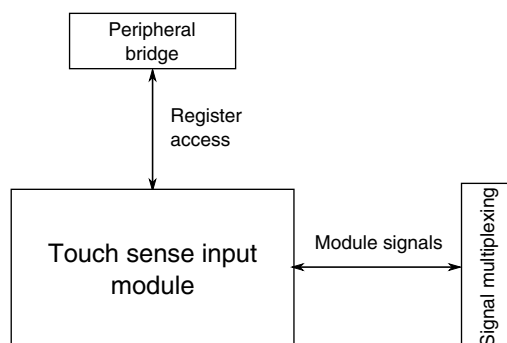 Peripheral
bridge
Register
access
Touch sense input
module
Module signals
Signal multiplexing